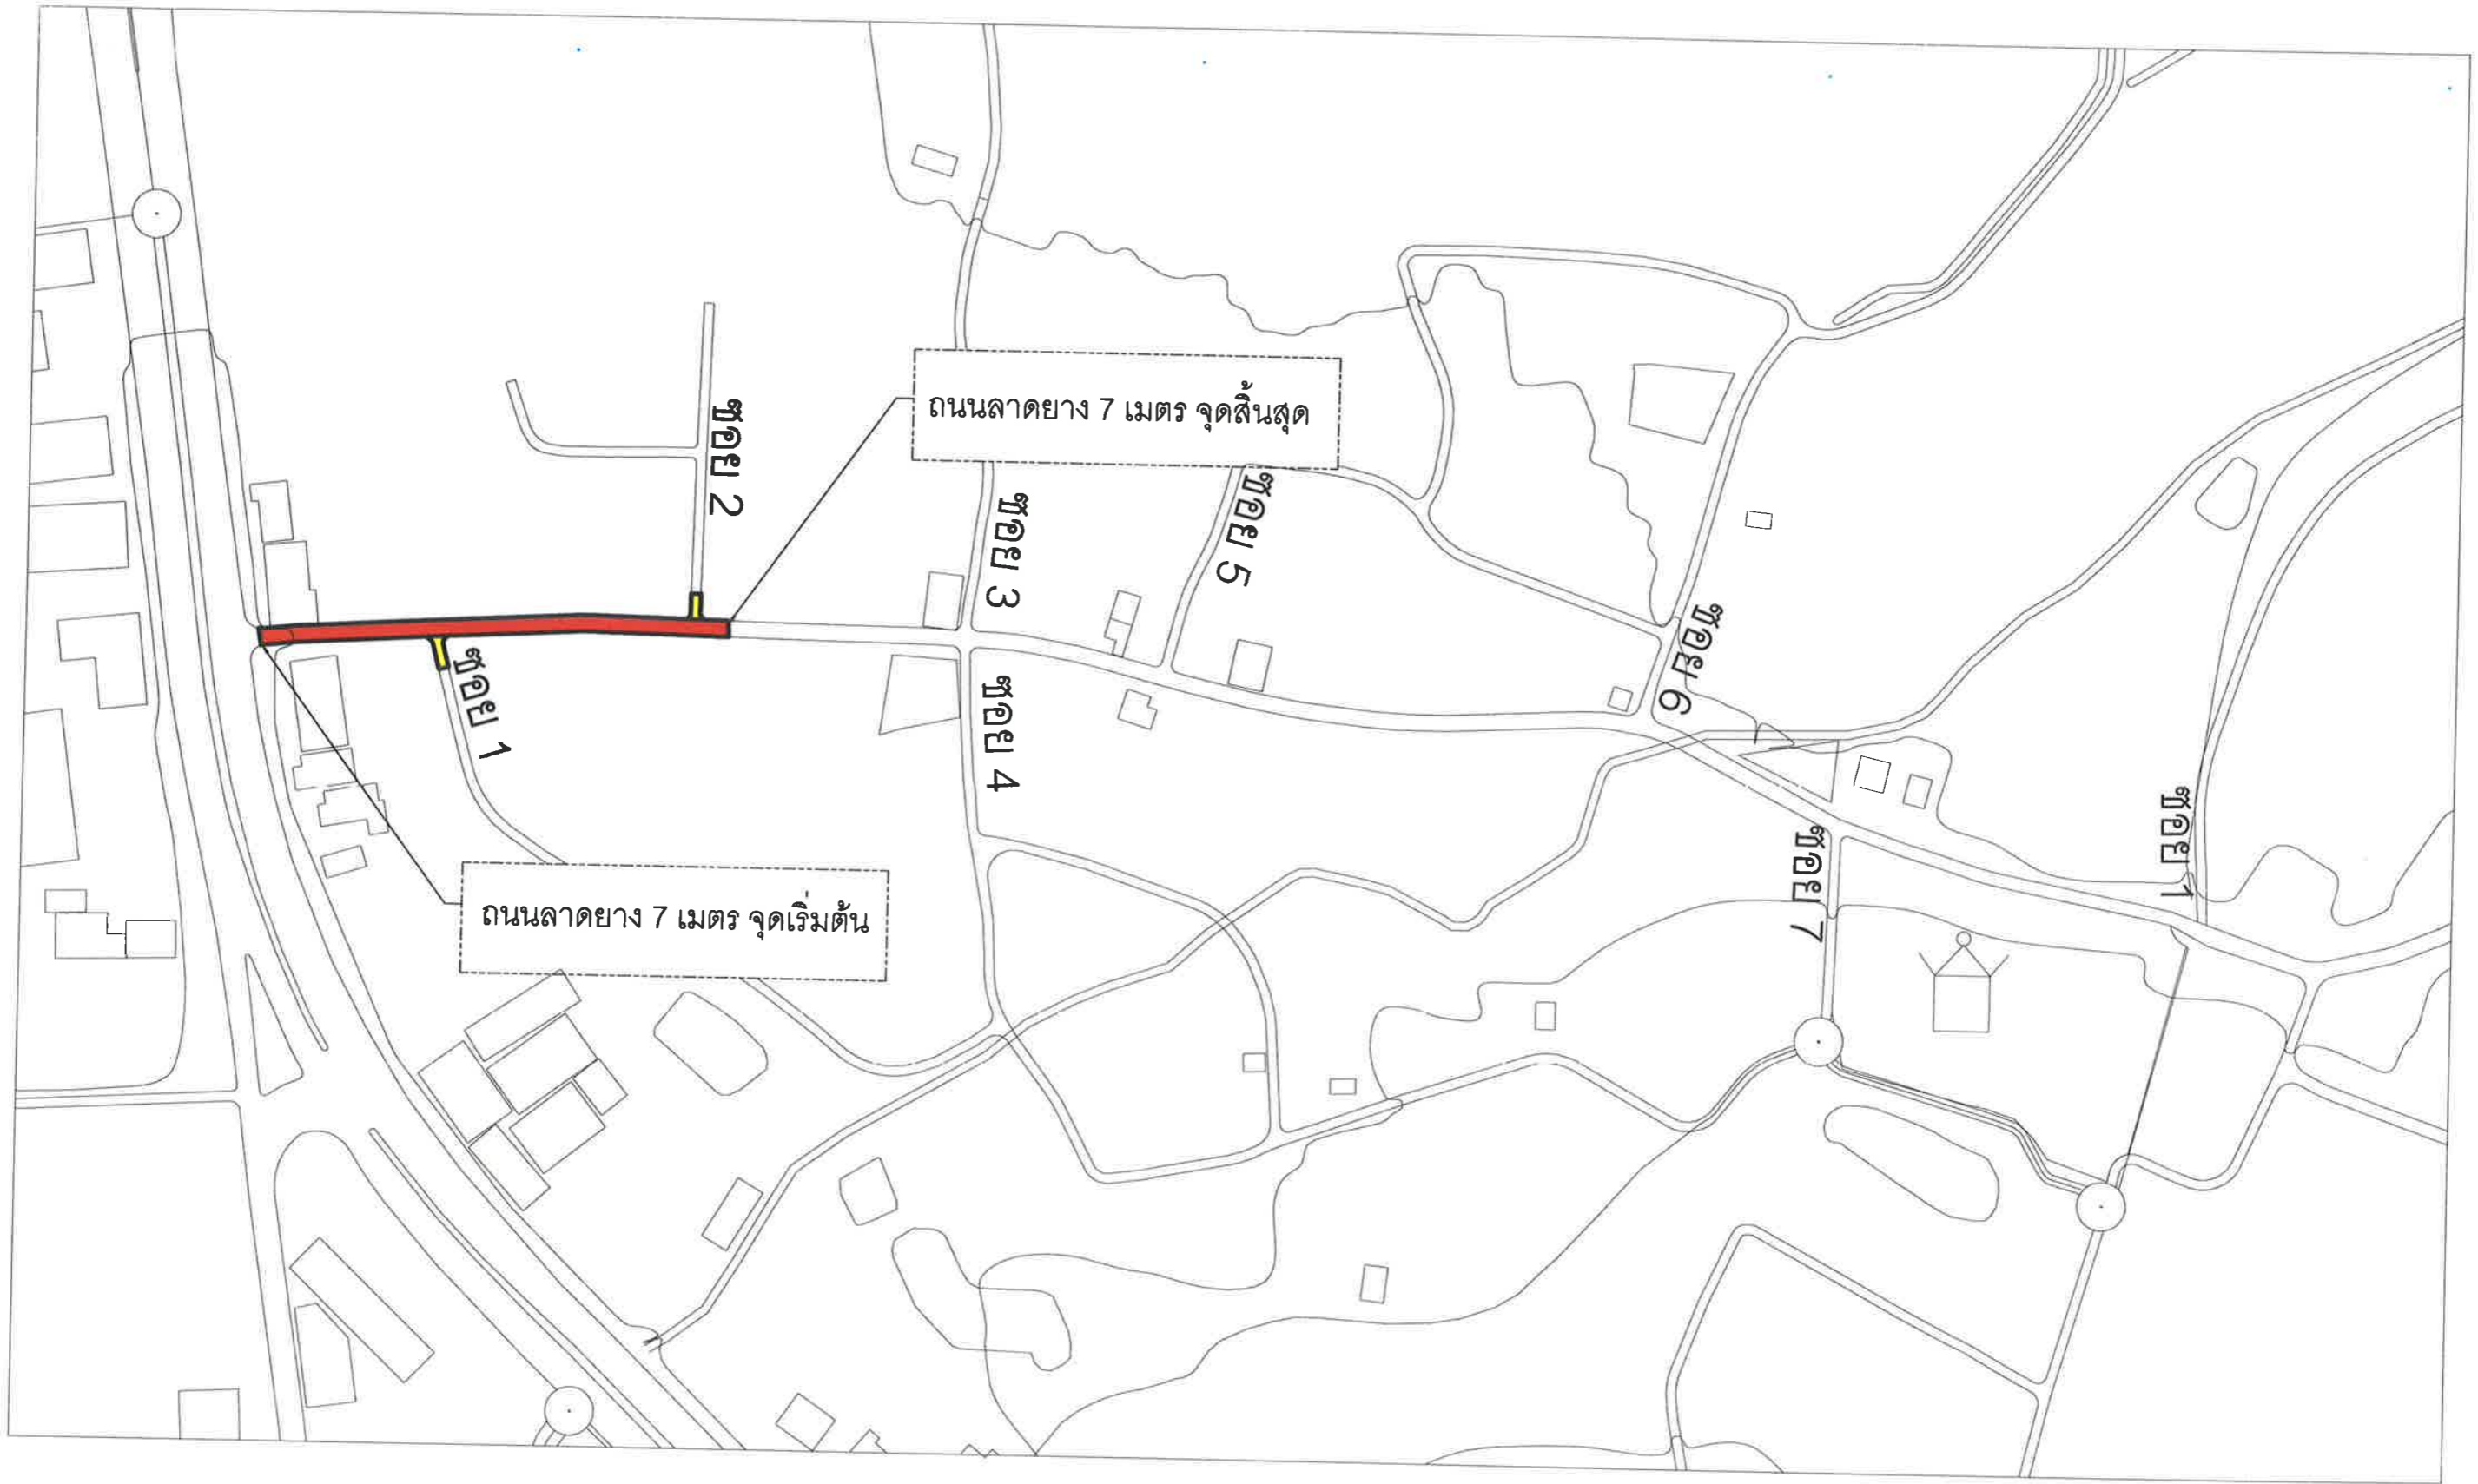 ถนนลาดยาง 7 เมตร จุดสิ้นสุด
ซอย 2
ซอย 3
ซอย 5
ซอย 6
ซอย 1
ซอย 4
ซอย 1
ซอย 7
ถนนลาดยาง 7 เมตร จุดเริ่มต้น